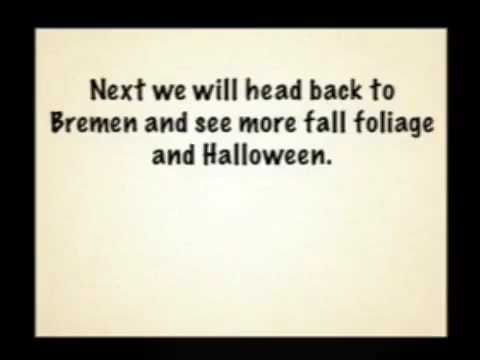 Next we will head back to
Bremen and see more fall foliage
and Halloween.